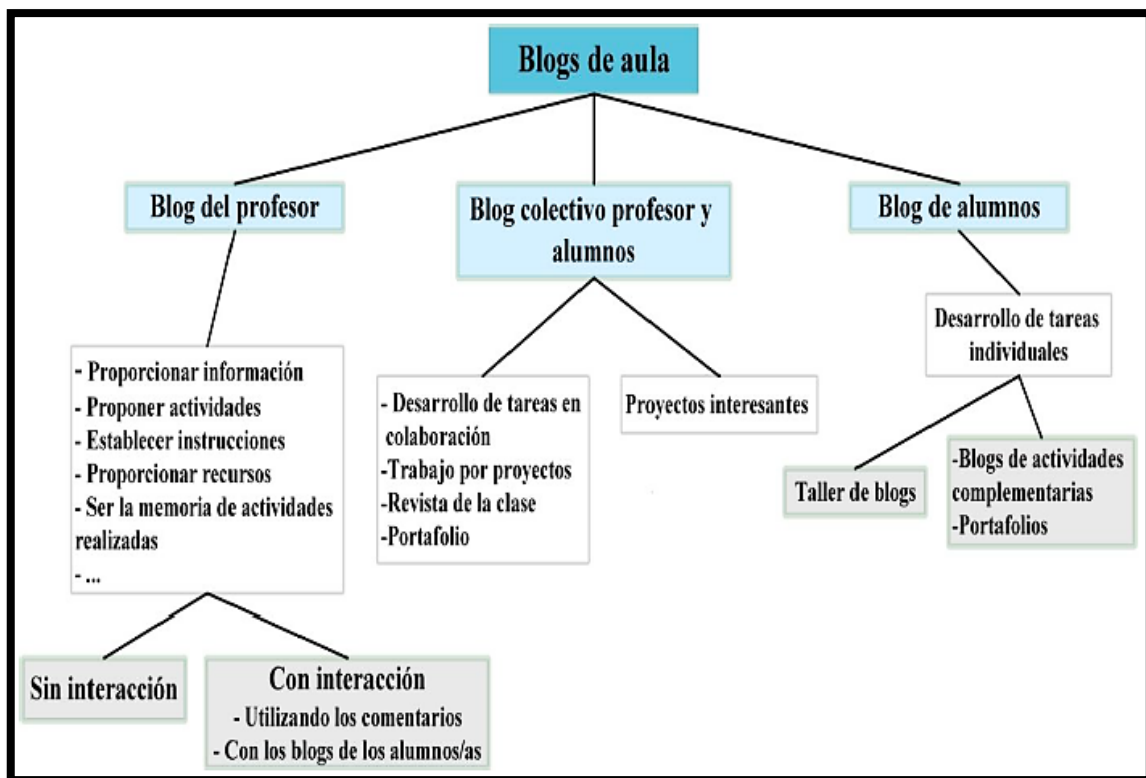 Blogs de aula
Blog del profesor
Blog colectivo profesor y
alumnos
Blog de alumnos
- Proporcionar información
- Proponer actividades
- Establecer instrucciones
- Proporcionar recursos
- Ser la memoria de actividades
realizadas
- ...
- Desarrollo de tareas en
colaboración
-Trabajo por proyectos
-Revista de la clase
-Portafolio
Proyectos interesantes
Desarrollo de tareas
individuales
Taller de blogs
-Blogs de actividades
complementarias
-Portafolios
Sin interacción
Con interacción
- Utilizando los comentarios
- Con los blogs de los alumnos/as